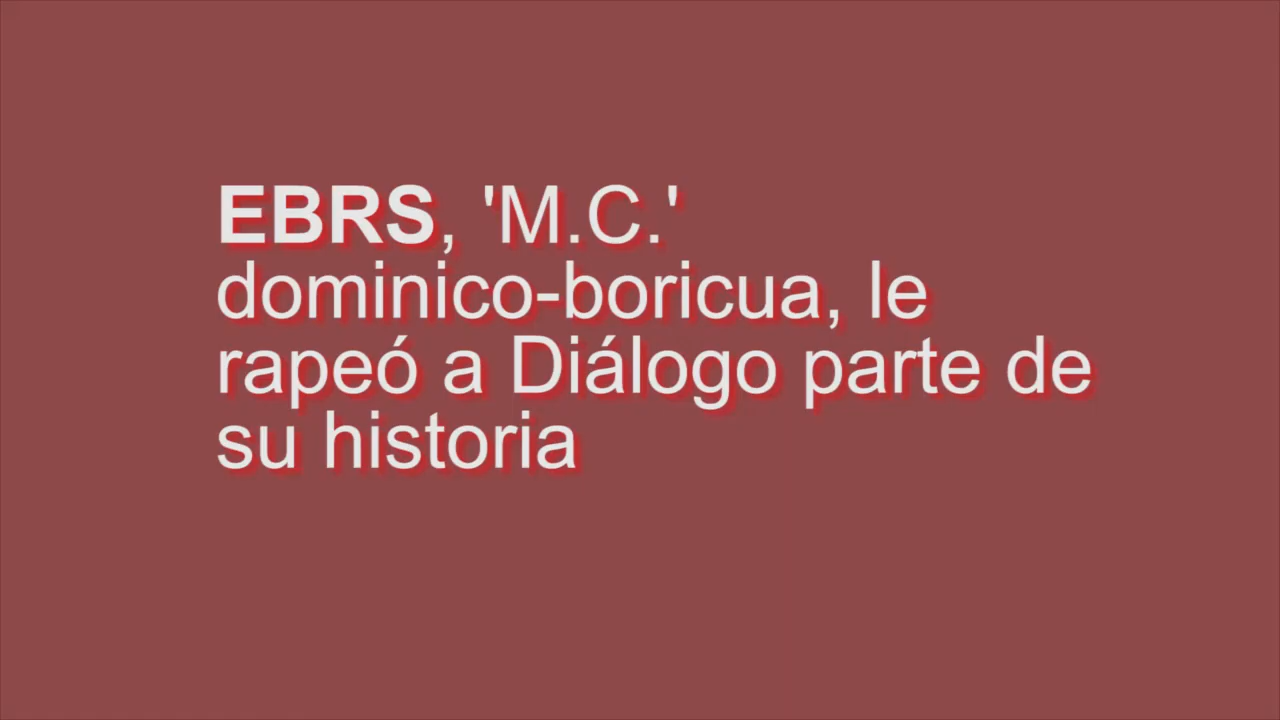 EBRS, 'M.C.'
dominico-boricua, le
rapeó a Diálogo parte de
su historia